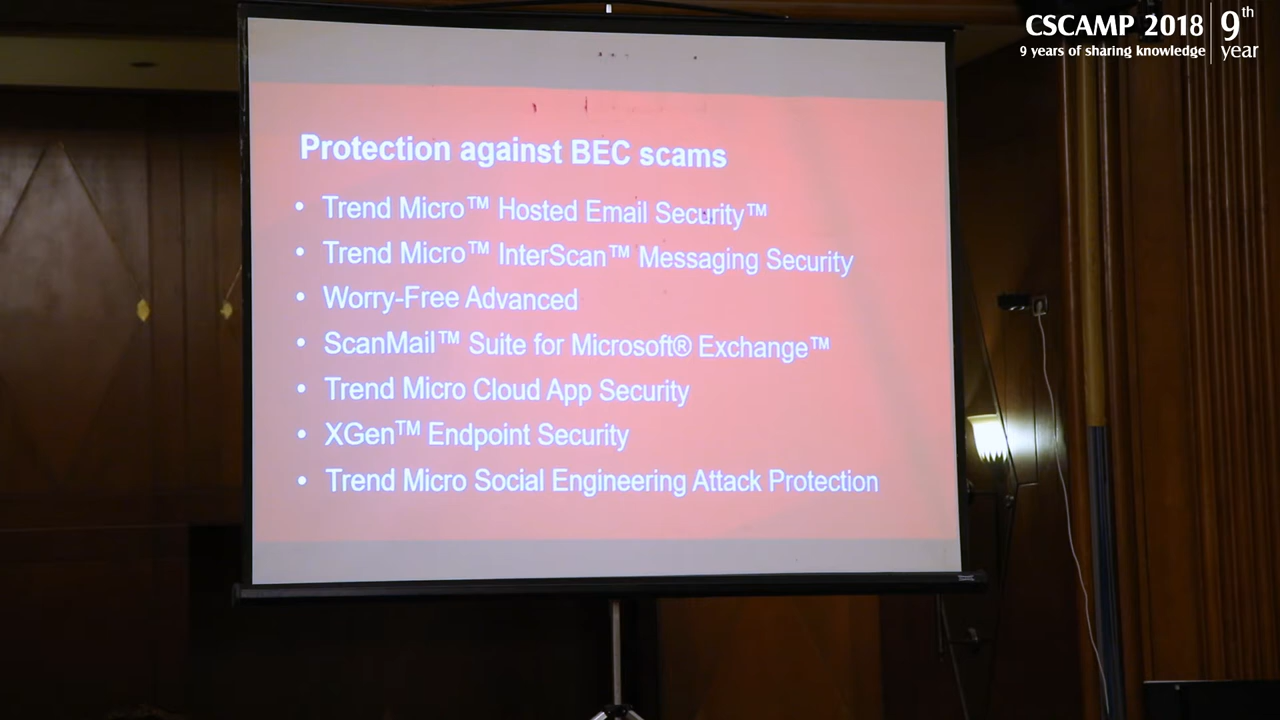 CSCAMP 2018
9 years of sharing knowledge
9th
year
Protection against BEC scams
• Trend Micro™ Hosted Email Security™
• Trend Micro™ InterScan™ Messaging Security
• Worry-Free Advanced
• ScanMail™ Suite for Microsoft® Exchange™
• Trend Micro Cloud App Security
• XGen™ Endpoint Security
• Trend Micro Social Engineering Attack Protection